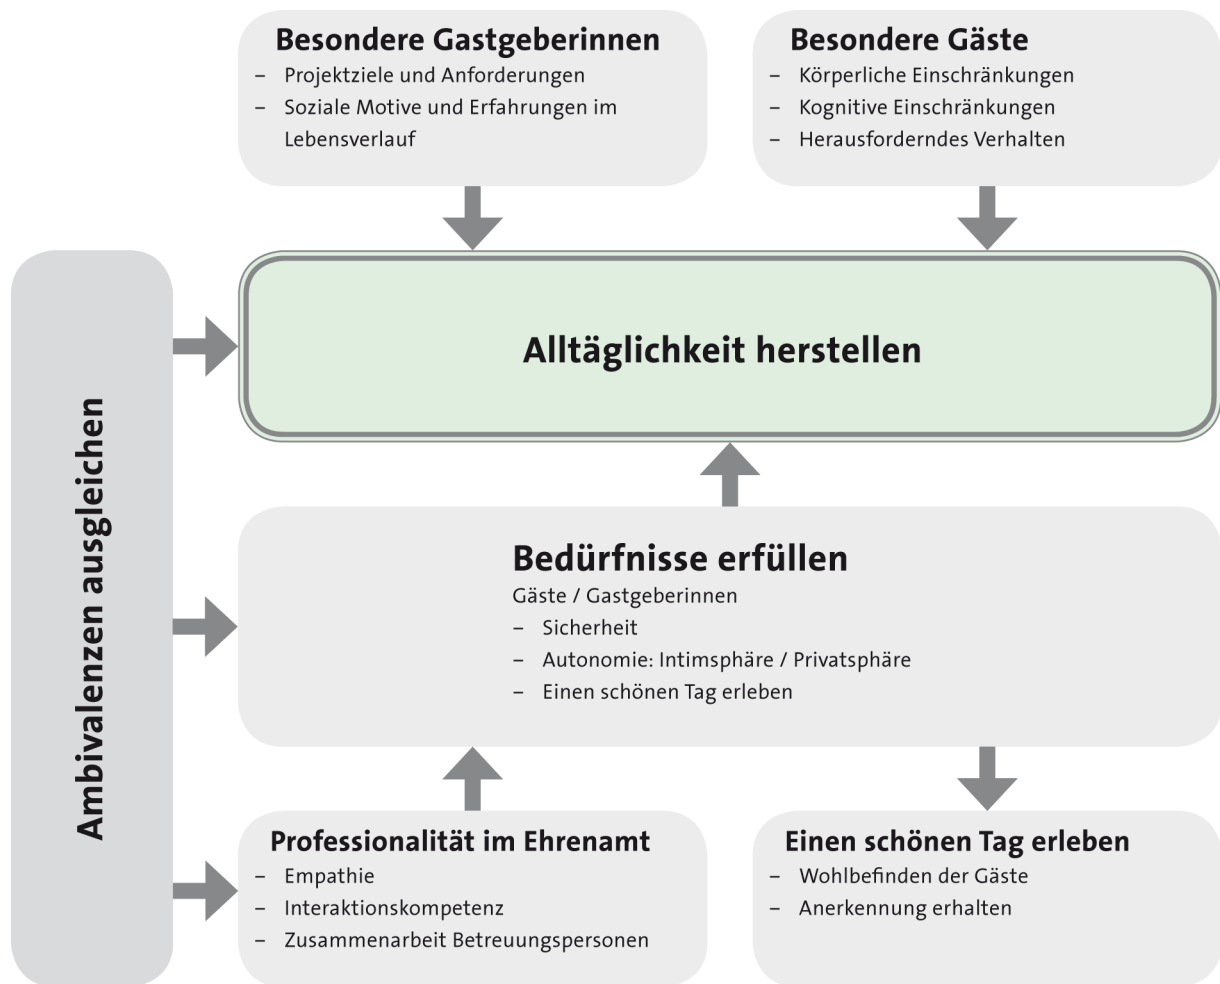 Besondere Gastgeberinnen
– Projektziele und Anforderungen
– Soziale Motive und Erfahrungen im
Lebensverlauf
Besondere Gäste
– Körperliche Einschränkungen
– Kognitive Einschränkungen
– Herausforderndes Verhalten
Ambivalenzen ausgleichen
Alltäglichkeit herstellen
Bedürfnisse erfüllen
Gäste / Gastgeberinnen
– Sicherheit
– Autonomie: Intimsphäre / Privatsphäre
– Einen schönen Tag erleben
Professionalität im Ehrenamt
– Empathie
– Interaktionskompetenz
– Zusammenarbeit Betreuungspersonen
Einen schönen Tag erleben
– Wohlbefinden der Gäste
– Anerkennung erhalten